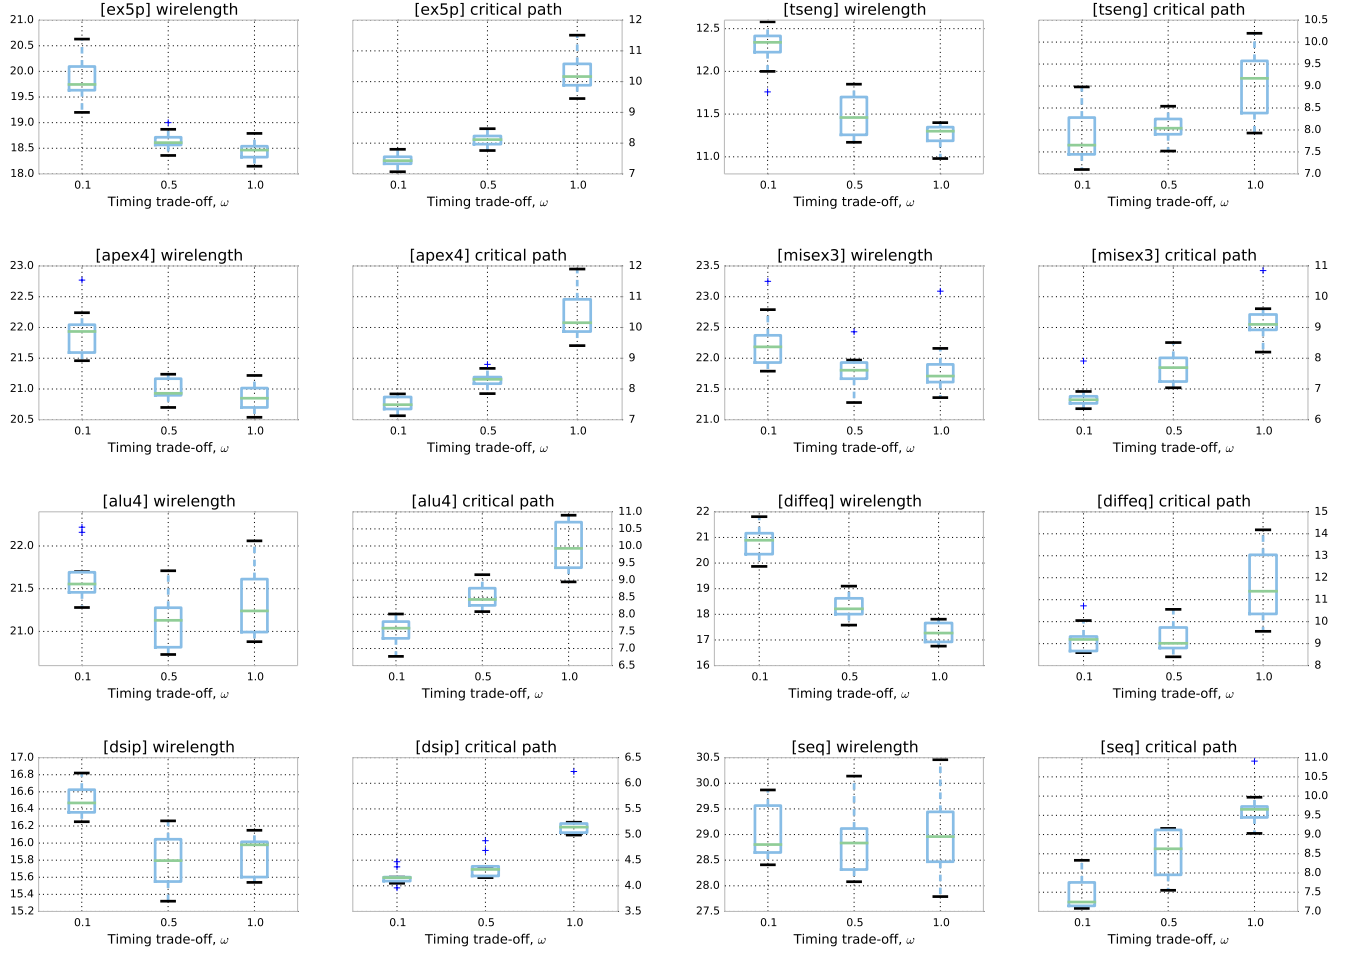 [ex5p] wirelength
21.0
20.5
20.0
19.5
19.0
18.5
18.0
0.1 0.5 1.0
Timing trade-off, ω
[ex5p] critical path
12
11
10
9
8
7
0.1 0.5 1.0
Timing trade-off, ω
[tseng] wirelength
12.5
12.0
11.5
11.0
0.1 0.5 1.0
Timing trade-off, ω
[tseng] critical path
10.5
10.0
9.5
9.0
8.5
8.0
7.5
7.0
0.1 0.5 1.0
Timing trade-off, ω
[apex4] wirelength
23.0
22.5
22.0
21.5
21.0
20.5
0.1 0.5 1.0
Timing trade-off, ω
[apex4] critical path
12
11
10
9
8
7
0.1 0.5 1.0
Timing trade-off, ω
[misex3] wirelength
23.5
23.0
22.5
22.0
21.5
21.0
0.1 0.5 1.0
Timing trade-off, ω
[misex3] critical path
11
10
9
8
7
6
0.1 0.5 1.0
Timing trade-off, ω
[alu4] wirelength
22.0
21.5
21.0
0.1 0.5 1.0
Timing trade-off, ω
[alu4] critical path
11.0
10.5
10.0
9.5
9.0
8.5
8.0
7.5
7.0
6.5
0.1 0.5 1.0
Timing trade-off, ω
[diffeq] wirelength
22
21
20
19
18
17
16
0.1 0.5 1.0
Timing trade-off, ω
[diffeq] critical path
15
14
13
12
11
10
9
8
0.1 0.5 1.0
Timing trade-off, ω
[dsip] wirelength
17.0
16.8
16.6
16.4
16.2
16.0
15.8
15.6
15.4
15.2
0.1 0.5 1.0
Timing trade-off, ω
[dsip] critical path
6.5
6.0
5.5
5.0
4.5
4.0
3.5
0.1 0.5 1.0
Timing trade-off, ω
[seq] wirelength
30.5
30.0
29.5
29.0
28.5
28.0
27.5
0.1 0.5 1.0
Timing trade-off, ω
[seq] critical path
11.0
10.5
10.0
9.5
9.0
8.5
8.0
7.5
7.0
0.1 0.5 1.0
Timing trade-off, ω